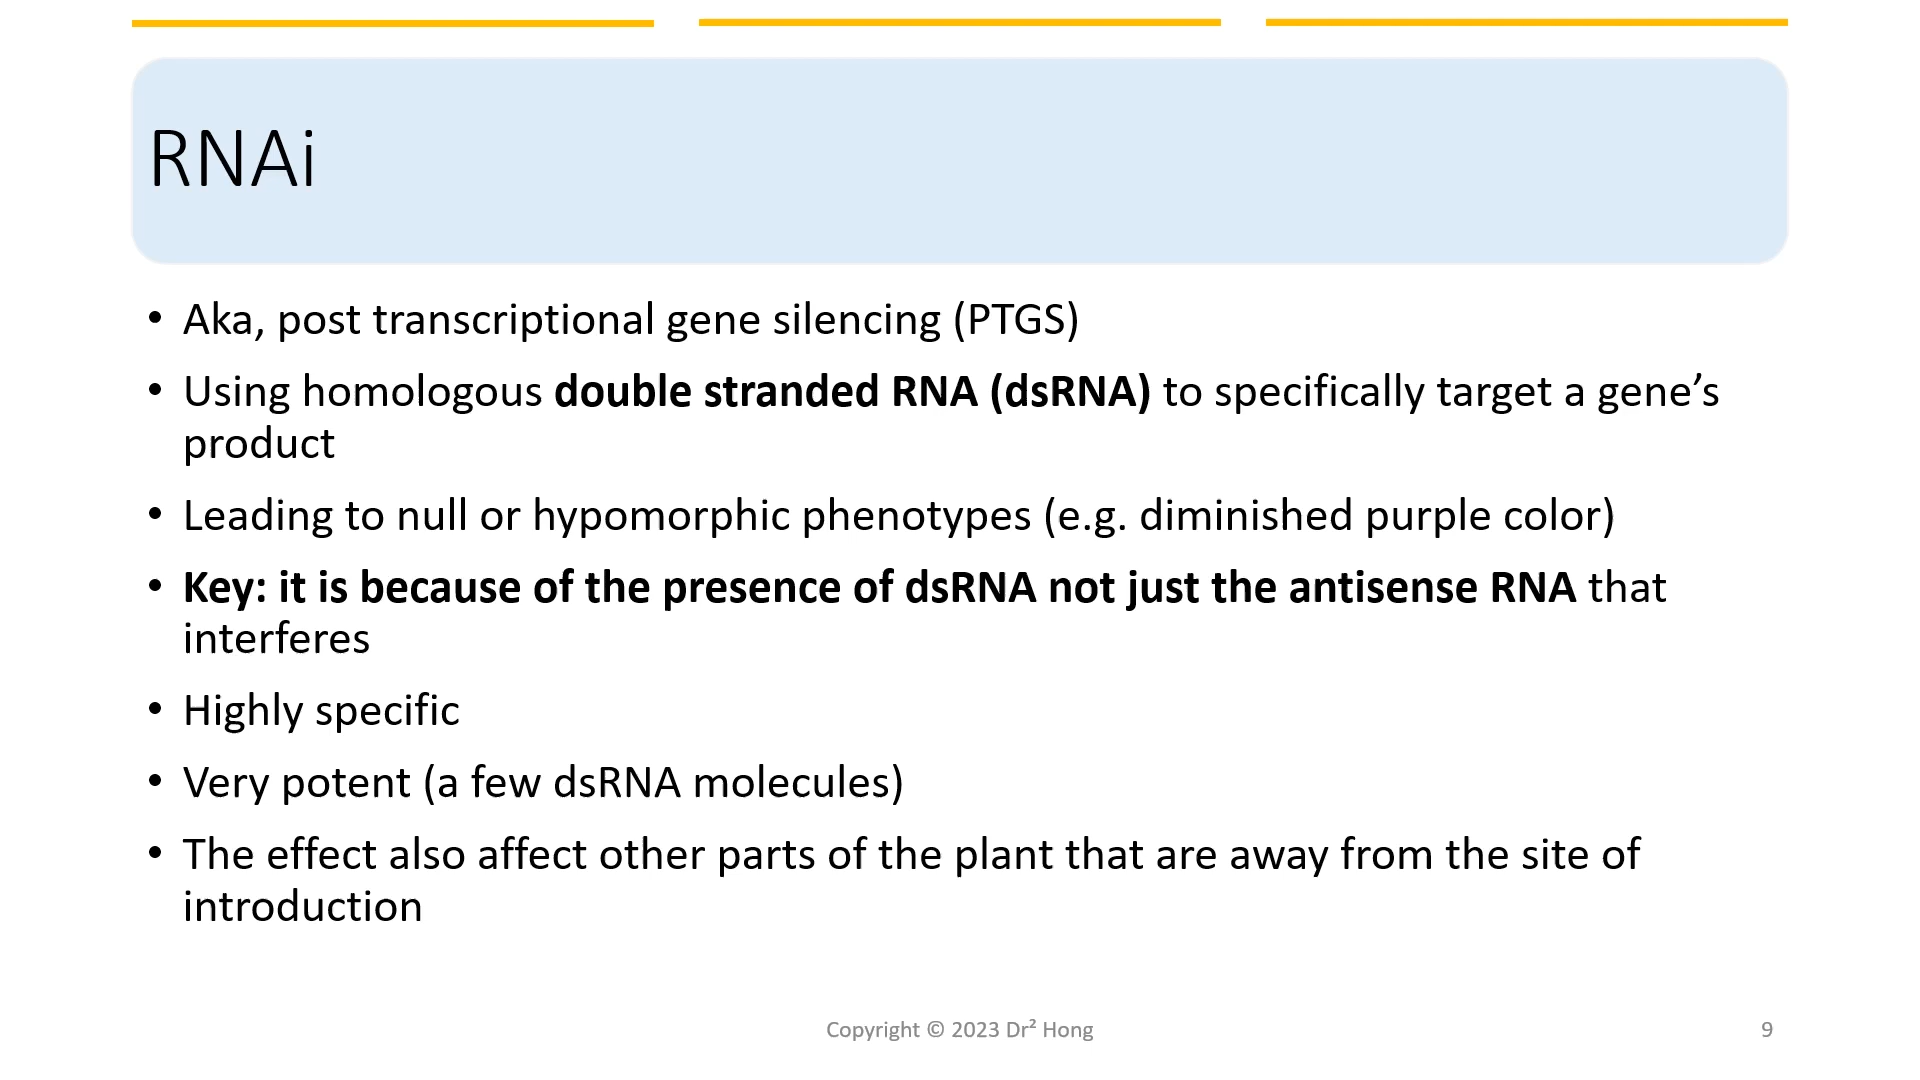 RNAi
• Aka, post transcriptional gene silencing (PTGS)
• Using homologous double stranded RNA (dsRNA) to specifically target a gene’s
product
• Leading to null or hypomorphic phenotypes (e.g. diminished purple color)
• Key: it is because of the presence of dsRNA not just the antisense RNA that
interferes
• Highly specific
• Very potent (a few dsRNA molecules)
• The effect also affect other parts of the plant that are away from the site of
introduction
Copyright © 2023 Dr² Hong
9